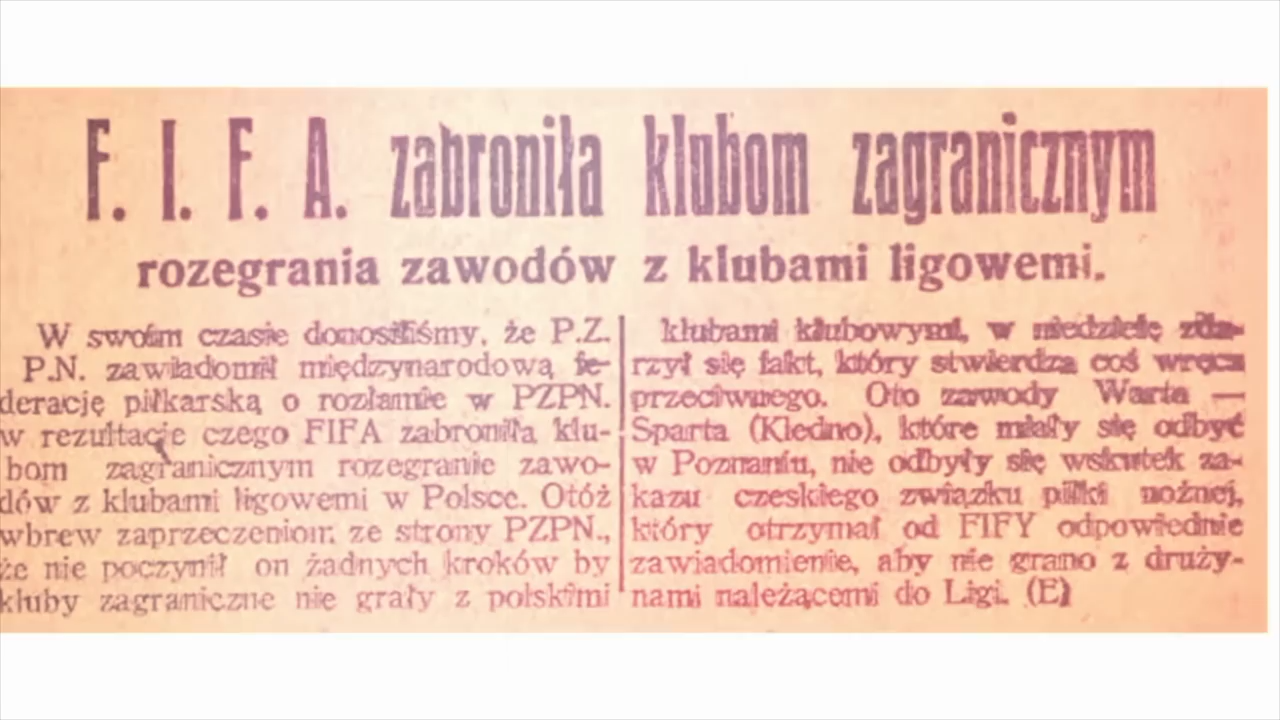 F. I. F. A. zabroniła klubom zagranicznym
rozegrania zawodów z klubami ligowemi.
W swoim czasie donosiliśmy, że P.Z.
P.N. zawiadomił międzynarodową fe-
derację piłkarską o rozłamie w PZPN.
w rezultacie czego FIFA zabroniła klu-
bom zagranicznym rozegranie zawo-
dów z klubami ligowemi w Polsce. Otóż
wbrew zaprzeczeniom ze strony PZPN.,
że nie poczynił on żadnych kroków by
kluby zagraniczne nie grały z polskimi
klubami klubowymi, w niedzielę zda-
rzył się fakt, który stwierdza coś wręcz
przeciwnego. Oto zawody Warta —
Sparta (Kledno), które miały się odbyć
w Poznaniu, nie odbyły się wskutek za-
kazu czeskiego związku piłki nożnej,
który otrzymał od FIFY odpowiednie
zawiadomienie, aby nie grano z druży-
nami należącemi do Ligi. (E)